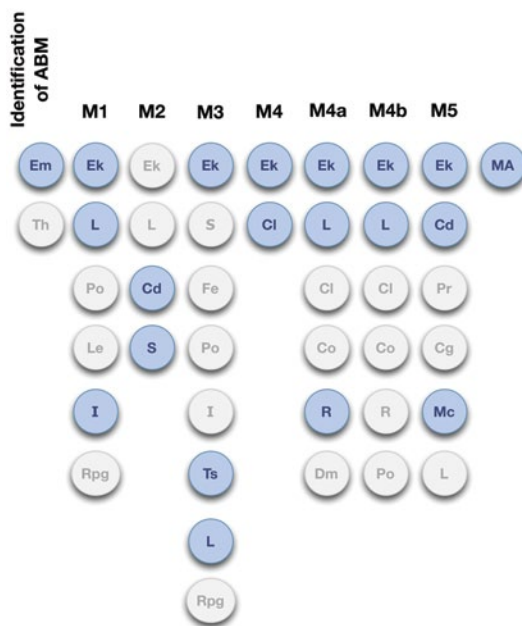 Identification
of ABM
M1 M2 M3 M4 M4a M4b M5
Em Ek Ek Ek Ek Ek Ek Ek MA
Th L L S Cl L L Cd
Po Cd Fe Cl Cl Pr
Le S Po Co Co Cg
I I R R Mc
Rpg Ts Dm Po L
L
Rpg